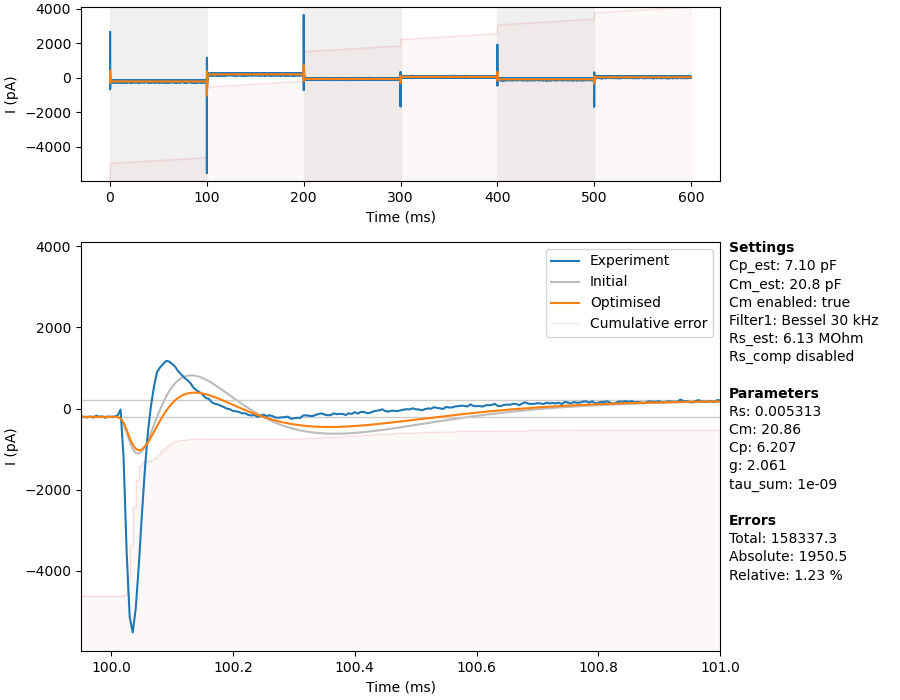 4000
2000
0
−2000
−4000
I (pA)
0 100 200 300 400 500 600
Time (ms)
4000
2000
0
−2000
−4000
I (pA)
Experiment
Initial
Optimised
Cumulative error
100.0 100.2 100.4 100.6 100.8 101.0
Time (ms)
Settings
Cp_est: 7.10 pF
Cm_est: 20.8 pF
Cm enabled: true
Filter1: Bessel 30 kHz
Rs_est: 6.13 MOhm
Rs_comp disabled
Parameters
Rs: 0.005313
Cm: 20.86
Cp: 6.207
g: 2.061
tau_sum: 1e-09
Errors
Total: 158337.3
Absolute: 1950.5
Relative: 1.23 %